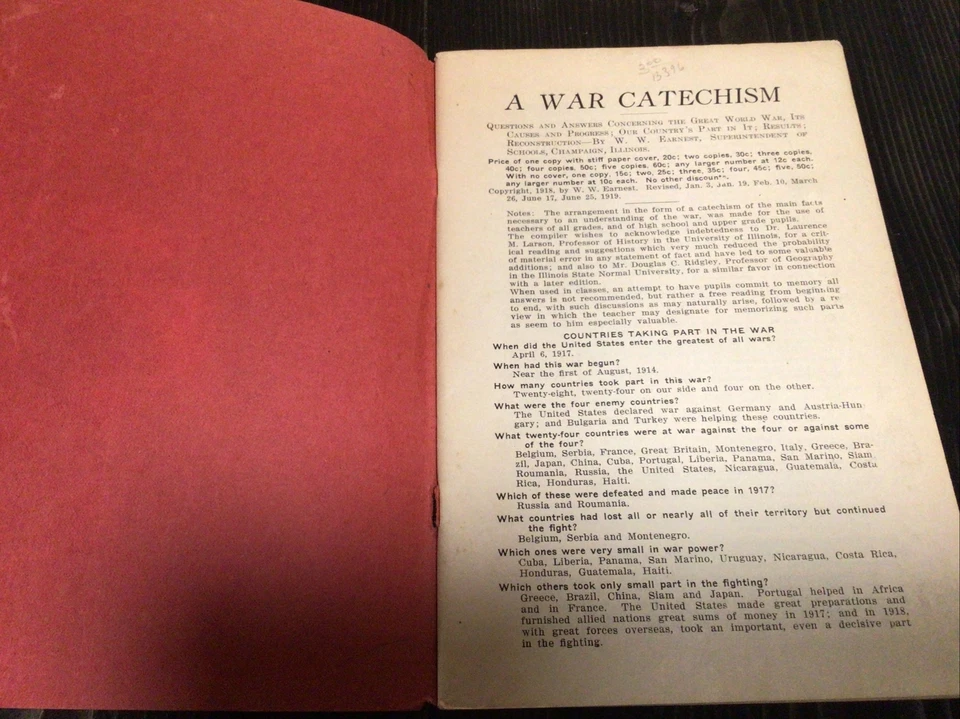 A WAR CATECHISM
QUESTIONS AND ANSWERS CONCERNING THE GREAT WORLD WAR, ITS
CAUSES AND PROGRESS; OUR COUNTRY'S PART IN IT; RESULTS;
RECONSTRUCTION—BY W. W. EARNEST, SUPERINTENDENT OF
SCHOOLS, CHAMPAIGN, ILLINOIS.
Price of one copy with stiff paper cover, 20c; two copies, 30c; three copies,
40c; four copies, 50c; five copies, 60c; any larger number at 12c each.
With no cover, one copy, 15c; two, 25c; three, 35c; four, 45c; five, 50c;
any larger number at 10c each. No other
Copyright, 1918, by W. W. Earnest. Revised, Jan. 3, Jan. 19, Feb. 10, March
26, June 17, June 25, 1919.
Notes: The arrangement in the form of a catechism of the main facts
necessary to an understanding of the war, was made for the use of
teachers of all grades, and of high school and upper grade pupils.
The compiler wishes to acknowledge indebtedness to Dr. Laurence
M. Larson, Professor of History in the University of Illinois, for a crit-
ical reading and suggestions which very much reduced the probability
of material error in any statement of fact and have led to some valuable
additions; and also to Mr. Douglas C. Ridgley, Professor of Geography
in the Illinois State Normal University, for a similar favor in connection
with a later edition.
When used in classes, an attempt to have pupils commit to memory all
answers is not recommended, but rather a free reading from beginning
to end, with such discussions as may naturally arise, followed by a re
view in which the teacher may designate for memorizing such parts
as seem to him especially valuable.
COUNTRIES TAKING PART IN THE WAR
When did the United States enter the greatest of all wars?
April 6, 1917.
When had this war begun?
Near the first of August, 1914.
How many countries took part in this war?
Twenty-eight, twenty-four on our side and four on the other.
What were the four enemy countries?
The United States declared war against Germany and Austria-Hun
gary; and Bulgaria and Turkey were helping these countries.
What twenty-four countries were at war against the four or against some
of the four?
Belgium, Serbia, France, Great Britain, Montenegro, Italy, Greece, Bra-
zil, Japan, China, Cuba, Portugal, Liberia, Panama, San Marino, Siam
Roumania, Russia, the United States, Nicaragua, Guatemala, Costa
Rica, Honduras, Haiti.
Which of these were defeated and made peace in 1917?
Russia and Roumania.
What countries had lost all or nearly all of their territory but continued
the fight?
Belgium, Serbia and Montenegro.
Which ones were very small in war power?
Cuba, Liberia, Panama, San Marino, Uruguay, Nicaragua, Costa Rica,
Honduras, Guatemala, Haiti.
Which others took only small part in the fighting?
Greece, Brazil, China, Siam and Japan. Portugal helped in Africa
and in France. The United States made great preparations and
furnished allied nations great sums of money in 1917; and in 1918,
with great forces overseas, took an important, even a decisive part
in the fighting.